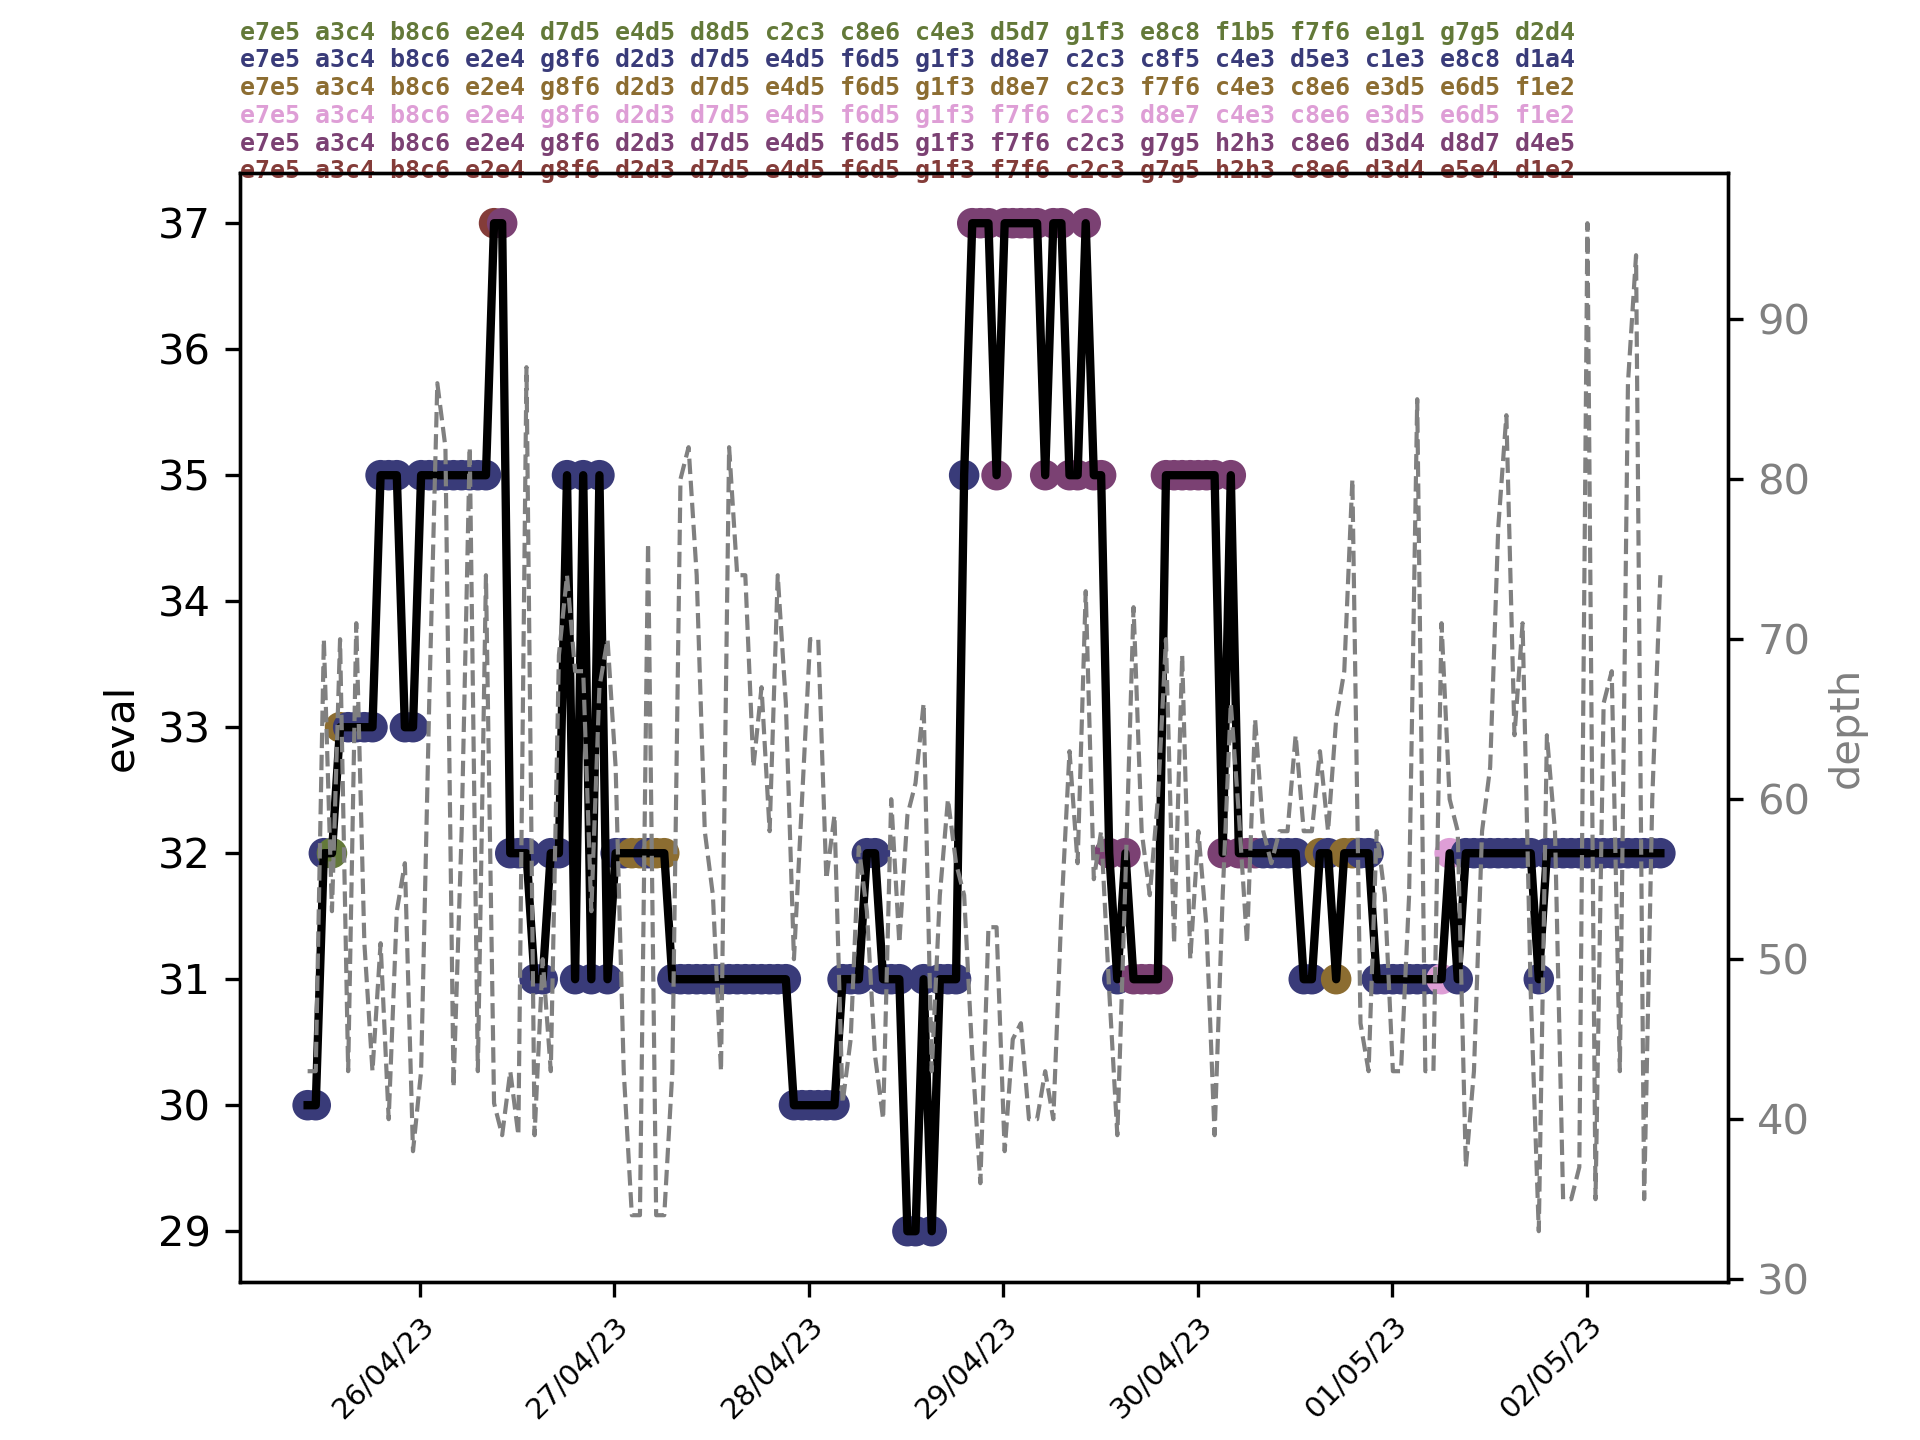 e7e5 a3c4 b8c6 e2e4 d7d5 e4d5 d8d5 c2c3 c8e6 c4e3 d5d7 g1f3 e8c8 f1b5 f7f6 e1g1 g7g5 d2d4
e7e5 a3c4 b8c6 e2e4 g8f6 d2d3 d7d5 e4d5 f6d5 g1f3 d8e7 c2c3 c8f5 c4e3 d5e3 c1e3 e8c8 d1a4
e7e5 a3c4 b8c6 e2e4 g8f6 d2d3 d7d5 e4d5 f6d5 g1f3 d8e7 c2c3 f7f6 c4e3 c8e6 e3d5 e6d5 f1e2
e7e5 a3c4 b8c6 e2e4 g8f6 d2d3 d7d5 e4d5 f6d5 g1f3 f7f6 c2c3 d8e7 c4e3 c8e6 e3d5 e6d5 f1e2
e7e5 a3c4 b8c6 e2e4 g8f6 d2d3 d7d5 e4d5 f6d5 g1f3 f7f6 c2c3 g7g5 h2h3 c8e6 d3d4 d8d7 d4e5
e7e5 a3c4 b8c6 e2e4 g8f6 d2d3 d7d5 e4d5 f6d5 g1f3 f7f6 c2c3 g7g5 h2h3 c8e6 d3d4 e5e4 d1e2
37
36
35
34
33
32
31
30
29
eval
90
80
70
60
50
40
30
depth
26/04/23
27/04/23
28/04/23
29/04/23
30/04/23
01/05/23
02/05/23